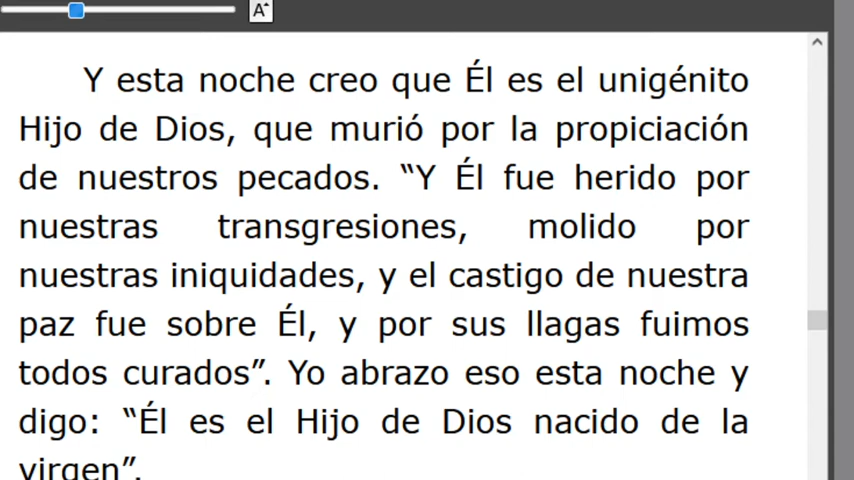 A
Y esta noche creo que Él es el unigénito
Hijo de Dios, que murió por la propiciación
de nuestros pecados. “Y Él fue herido por
nuestras transgresiones, molido por
nuestras iniquidades, y el castigo de nuestra
paz fue sobre Él, y por sus llagas fuimos
todos curados”. Yo abrazo eso esta noche y
digo: “Él es el Hijo de Dios nacido de la
virgen”.